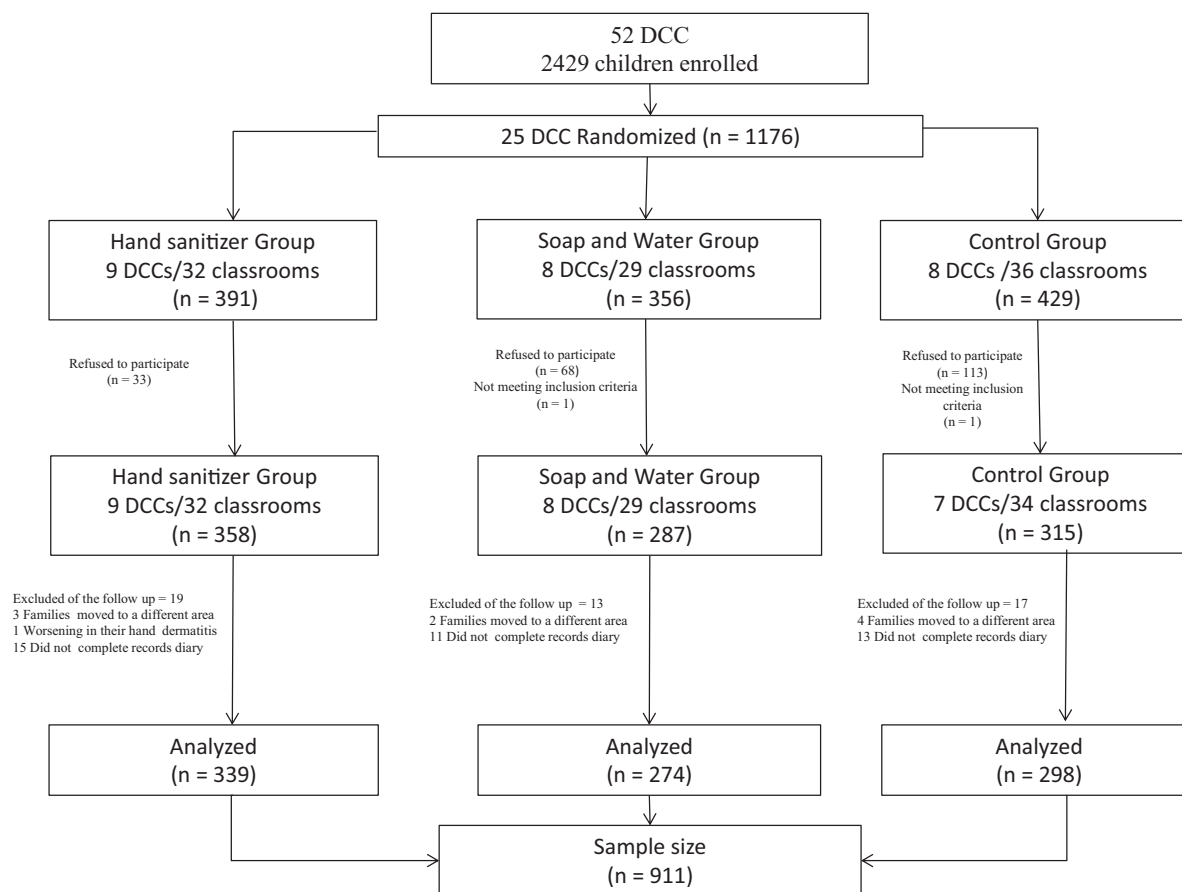 52 DCC
2429 children enrolled
25 DCC Randomized (n = 1176)
Hand sanitizer Group
9 DCCs/32 classrooms
(n = 391)
Soap and Water Group
8 DCCs/29 classrooms
(n = 356)
Control Group
8 DCCs /36 classrooms
(n = 429)
Refused to participate
(n = 33)
Refused to participate
(n = 68)
Not meeting inclusion criteria
(n = 1)
Refused to participate
(n = 113)
Not meeting inclusion
criteria
(n = 1)
Hand sanitizer Group
9 DCCs/32 classrooms
(n = 358)
Soap and Water Group
8 DCCs/29 classrooms
(n = 287)
Control Group
7 DCCs/34 classrooms
(n = 315)
Excluded of the follow up = 19
3 Families moved to a different area
1 Worsening in their hand dermatitis
15 Did not complete records diary
Excluded of the follow up = 13
2 Families moved to a different area
11 Did not complete records diary
Excluded of the follow up = 17
4 Families moved to a different area
13 Did not complete records diary
Analyzed
(n = 339)
Analyzed
(n = 274)
Analyzed
(n = 298)
Sample size
(n = 911)